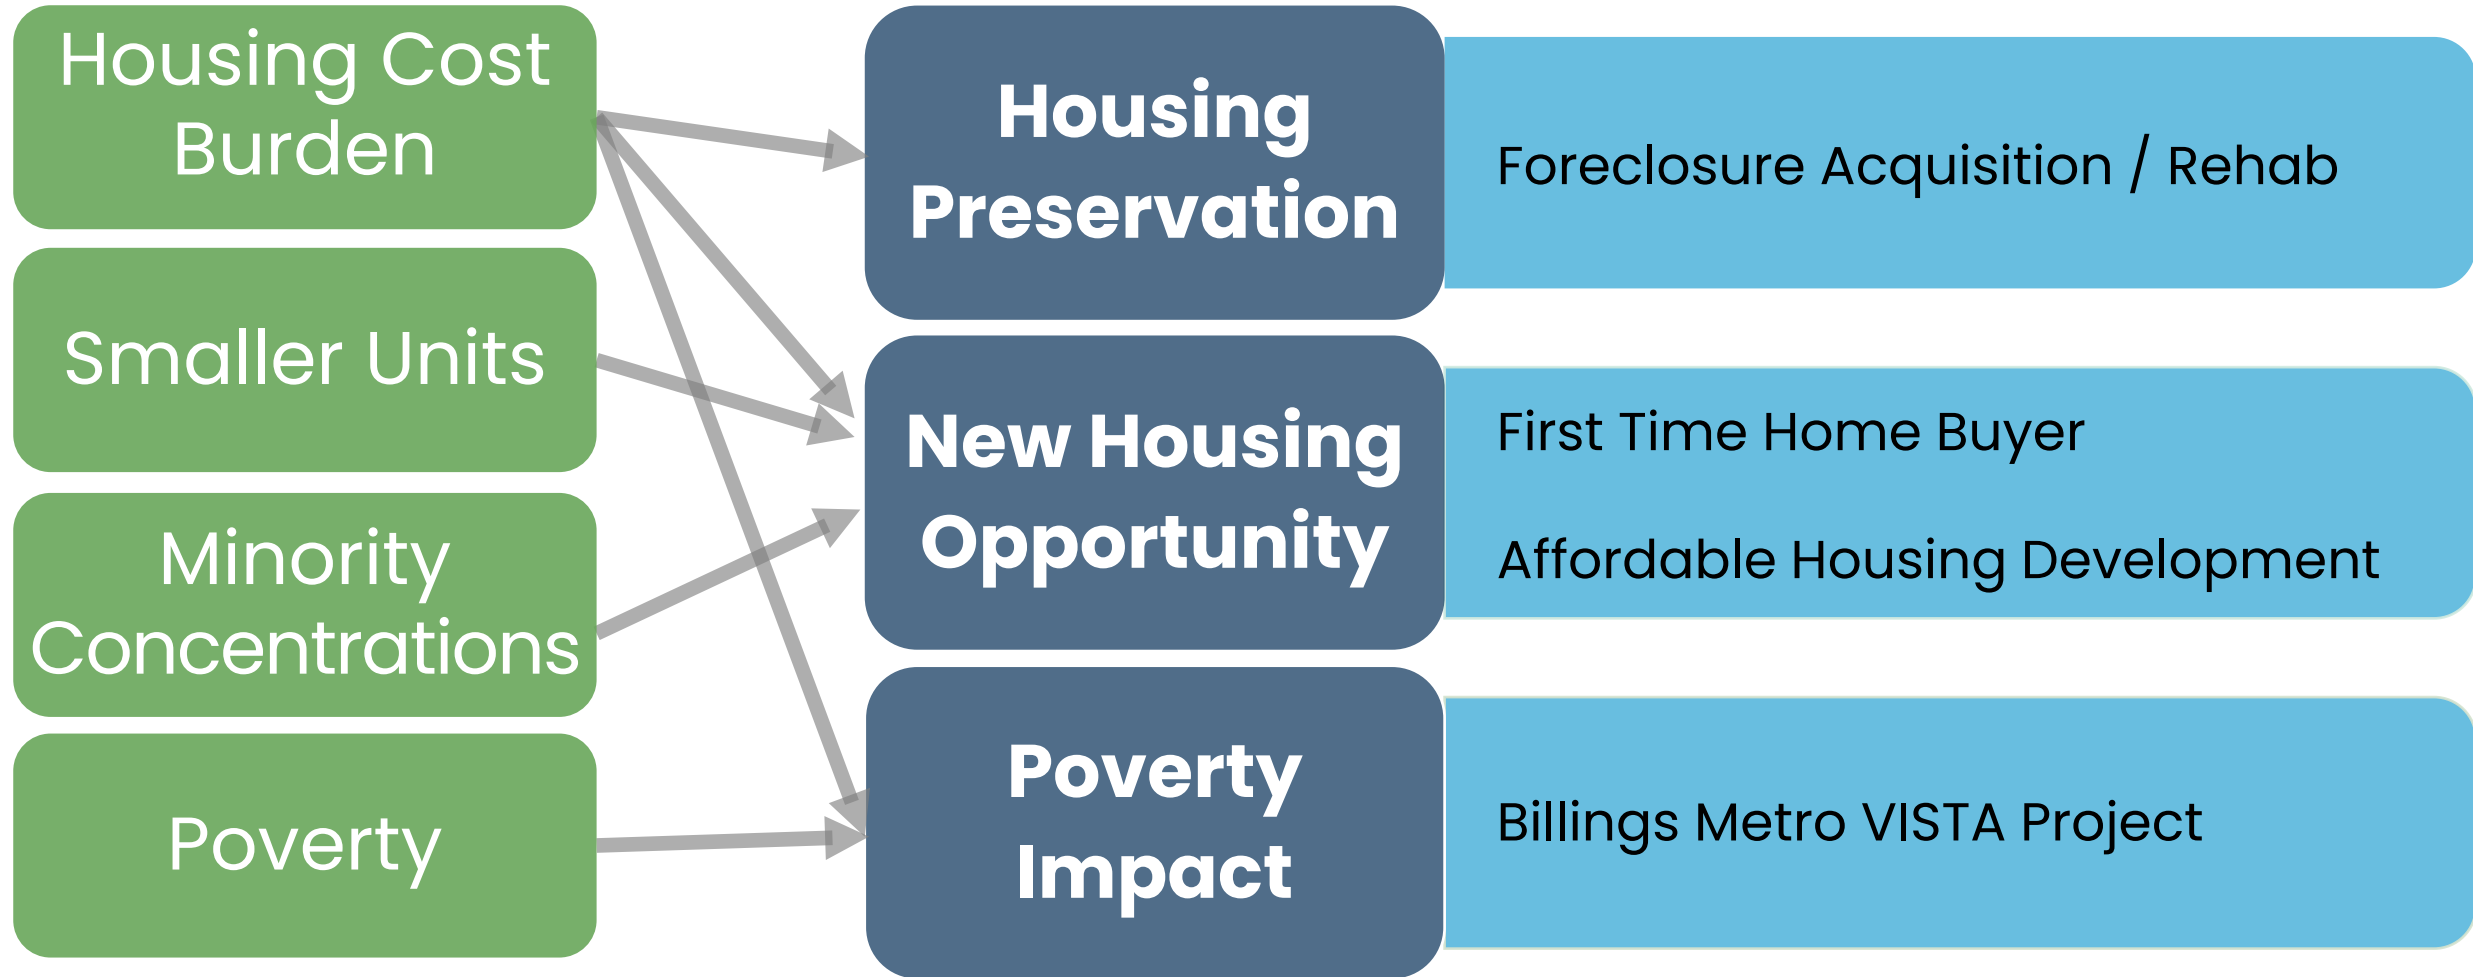 Housing Cost
Burden
Smaller Units
Minority
Concentrations
Poverty
Housing
Preservation
New Housing
Opportunity
Poverty
Impact
Foreclosure Acquisition / Rehab
First Time Home Buyer
Affordable Housing Development
Billings Metro VISTA Project